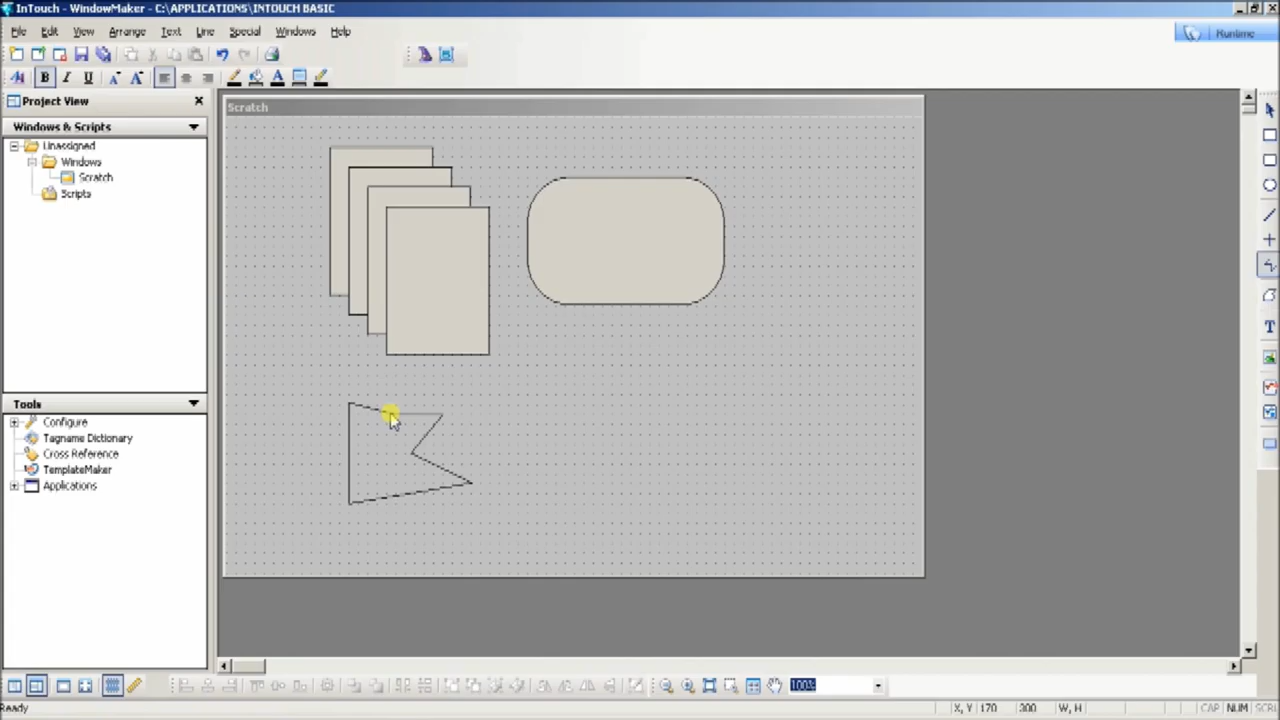 InTouch - WindowMaker - C:\APPLICATIONS\INTOUCH BASIC
File Edit View Arrange Text Line Special Windows Help
Runtime
B I U A A A
Project View
Scratch
Windows & Scripts
Unassigned
Windows
Scratch
Scripts
T
Tools
Configure
Tagname Dictionary
Cross Reference
TemplateMaker
Applications
100%
Ready X, Y 170 300 W, H CAP NUM SCRL